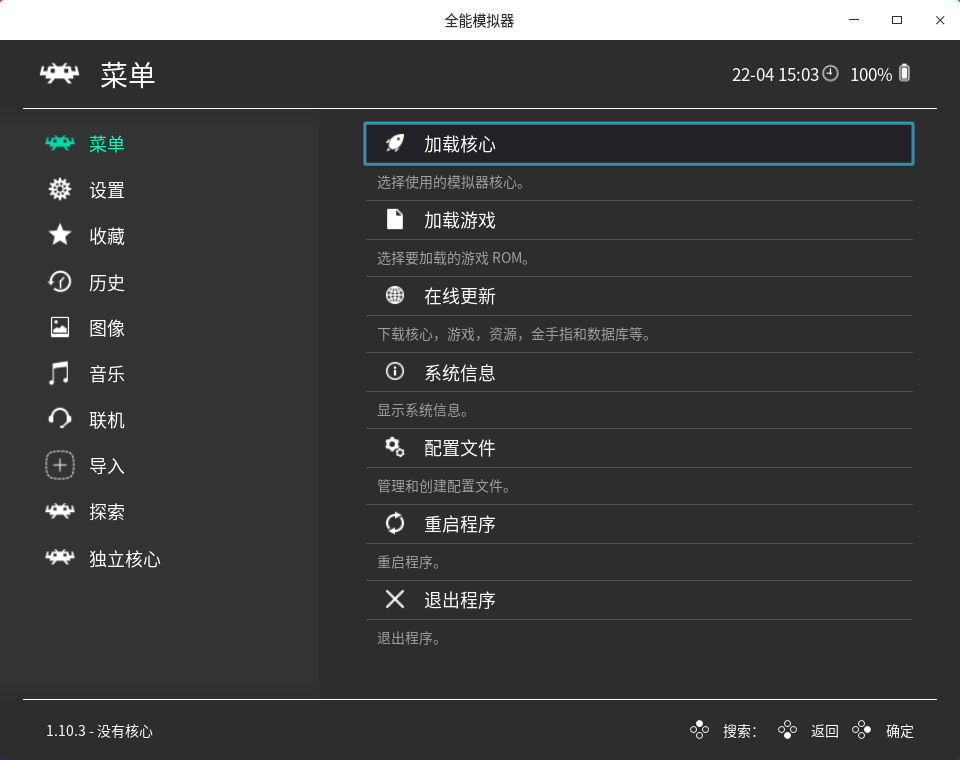 全能模拟器
菜单
22-04 15:03 100%
菜单
设置
收藏
历史
图像
音乐
联机
导入
探索
独立核心
加载核心
选择使用的模拟器核心。
加载游戏
选择要加载的游戏 ROM。
在线更新
下载核心，游戏，资源，金手指和数据库等。
系统信息
显示系统信息。
配置文件
管理和创建配置文件。
重启程序
重启程序。
退出程序
退出程序。
1.10.3 - 没有核心
搜索： 返回 确定